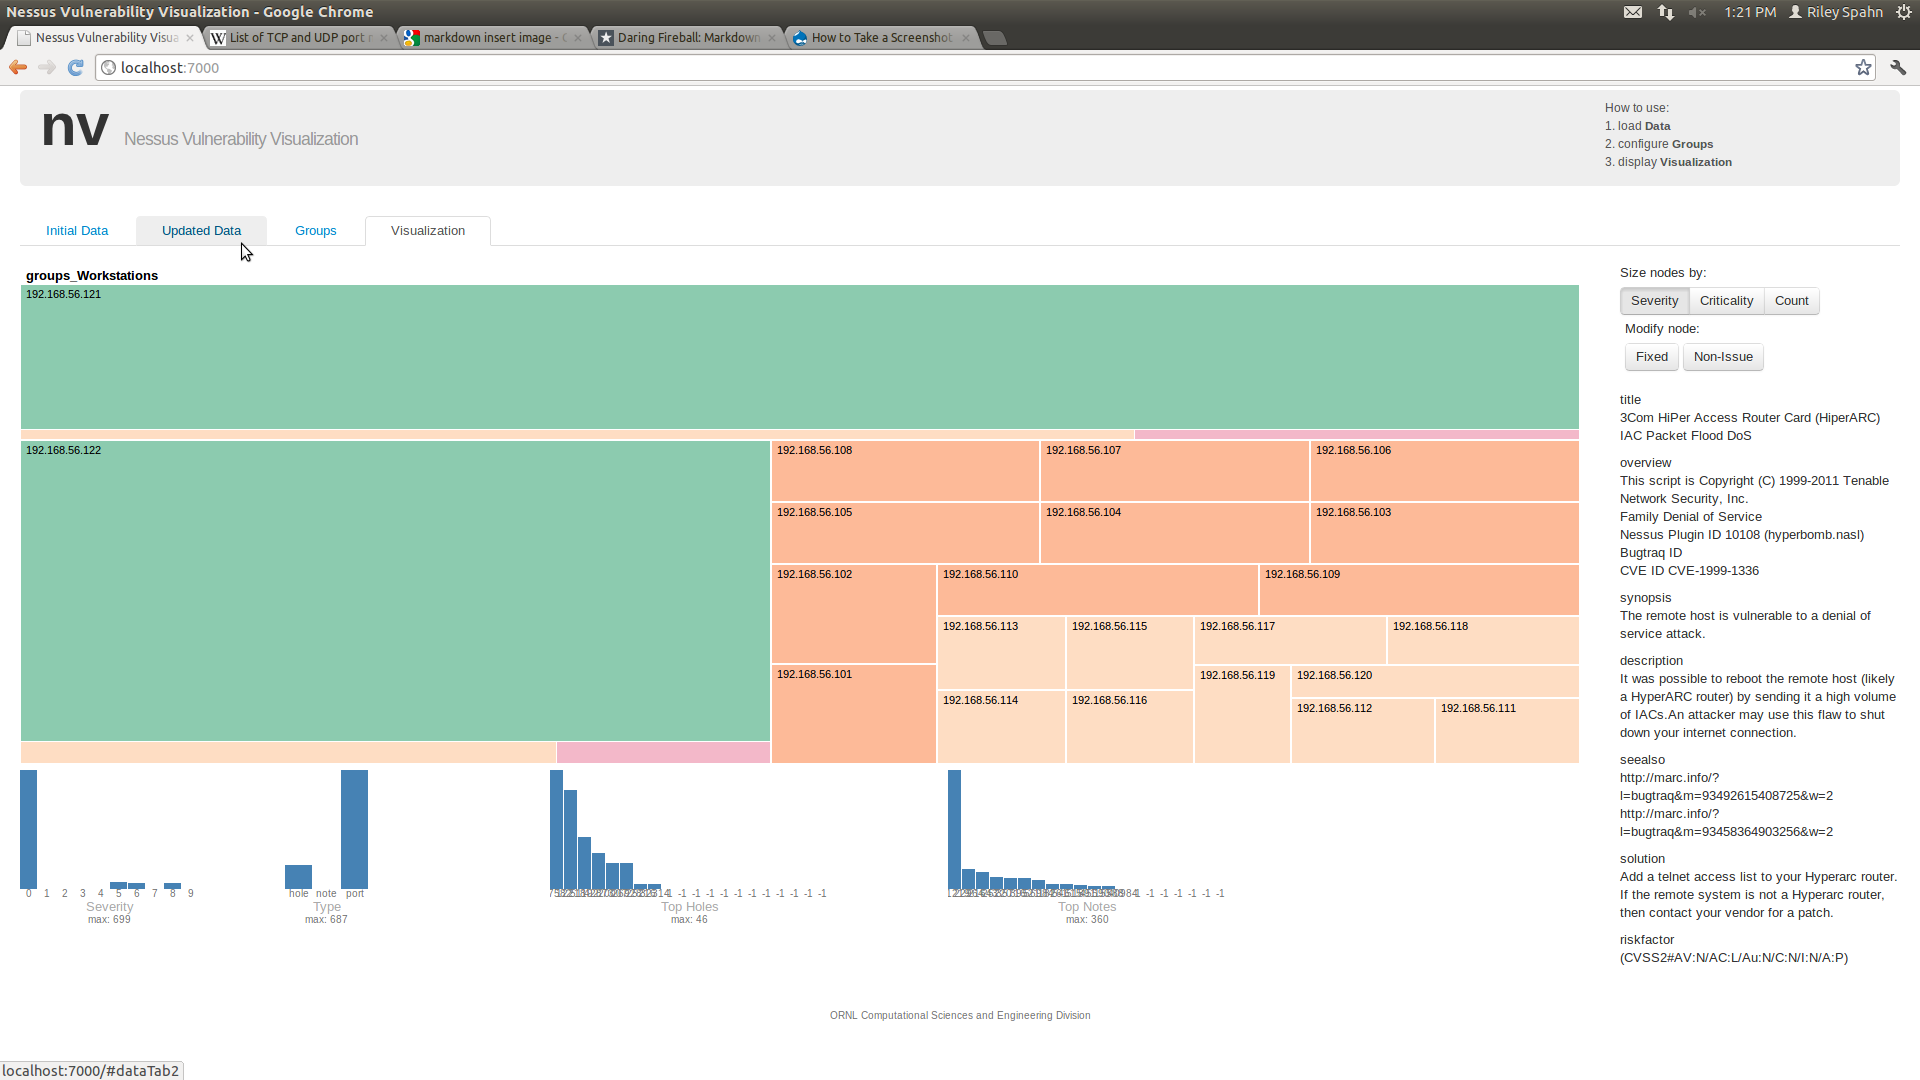 Nessus Vulnerability Visualization - Google Chrome
1:21 PM Riley Spahn
Nessus Vulnerability Visua
List of TCP and UDP port
markdown insert image -
Daring Fireball: Markdown
How to Take a Screenshot
localhost:7000
nv Nessus Vulnerability Visualization
How to use:
1. load Data
2. configure Groups
3. display Visualization
Initial Data
Updated Data
Groups
Visualization
groups_Workstations
192.168.56.121
192.168.56.122
192.168.56.108
192.168.56.107
192.168.56.106
192.168.56.105
192.168.56.104
192.168.56.103
192.168.56.102
192.168.56.110
192.168.56.109
192.168.56.113
192.168.56.115
192.168.56.117
192.168.56.118
192.168.56.101
192.168.56.119
192.168.56.120
192.168.56.114
192.168.56.116
192.168.56.112
192.168.56.111
0 1 2 3 4 5 6 7 8 9
Severity
max: 699
hole note port
Type
max: 687
-1 -1 -1 -1 -1 -1 -1 -1 -1 -1 -1
Top Holes
max: 46
-1 -1 -1 -1 -1 -1
Top Notes
max: 360
Size nodes by:
Severity Criticality Count
Modify node:
Fixed Non-Issue
title
3Com HiPer Access Router Card (HiperARC)
IAC Packet Flood DoS
overview
This script is Copyright (C) 1999-2011 Tenable
Network Security, Inc.
Family Denial of Service
Nessus Plugin ID 10108 (hyperbomb.nasl)
Bugtraq ID
CVE ID CVE-1999-1336
synopsis
The remote host is vulnerable to a denial of
service attack.
description
It was possible to reboot the remote host (likely
a HyperARC router) by sending it a high volume
of IACs.An attacker may use this flaw to shut
down your internet connection.
seealso
http://marc.info/?
l=bugtraq&m=93492615408725&w=2
http://marc.info/?
l=bugtraq&m=93458364903256&w=2
solution
Add a telnet access list to your Hyperarc router.
If the remote system is not a Hyperarc router,
then contact your vendor for a patch.
riskfactor
(CVSS2#AV:N/AC:L/Au:N/C:N/I:N/A:P)
ORNL Computational Sciences and Engineering Division
localhost:7000/#dataTab2